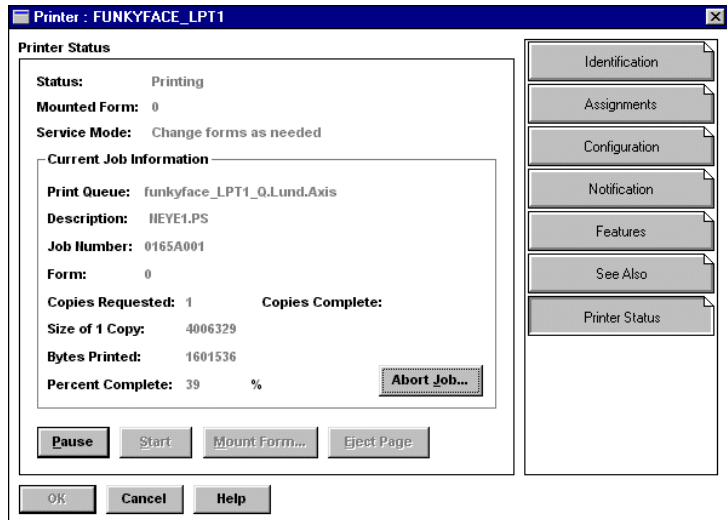 Printer : FUNKYFACE_LPT1
Printer Status
Status: Printing
Mounted Form: 0
Service Mode: Change forms as needed
Current Job Information
Print Queue: funkyface_LPT1_Q.Lund.Axis
Description: NEYE1.PS
Job Number: 0165A001
Form: 0
Copies Requested: 1 Copies Complete:
Size of 1 Copy: 4006329
Bytes Printed: 1601536
Percent Complete: 39 %
Abort Job...
Pause Start Mount Form... Eject Page
OK Cancel Help
Identification
Assignments
Configuration
Notification
Features
See Also
Printer Status